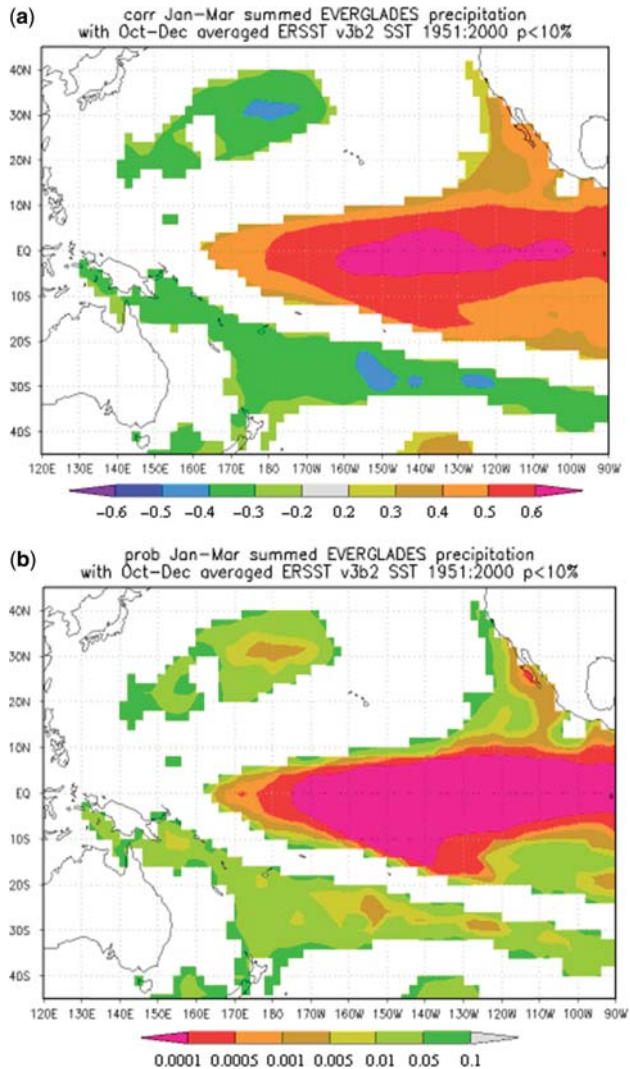 (a)
corr Jan-Mar summed EVERGLADES precipitation
with Oct-Dec averaged ERSST v3b2 SST 1951:2000 p<10%
40N
30N
20N
10N
EQ
10S
20S
30S
40S
120E 130E 140E 150E 160E 170E 180 170W 160W 150W 140W 130W 120W 110W 100W 90W
-0.6 -0.5 -0.4 -0.3 -0.2 0.2 0.3 0.4 0.5 0.6
(b)
prob Jan-Mar summed EVERGLADES precipitation
with Oct-Dec averaged ERSST v3b2 SST 1951:2000 p<10%
40N
30N
20N
10N
EQ
10S
20S
30S
40S
120E 130E 140E 150E 160E 170E 180 170W 160W 150W 140W 130W 120W 110W 100W 90W
0.0001 0.0005 0.001 0.005 0.01 0.05 0.1